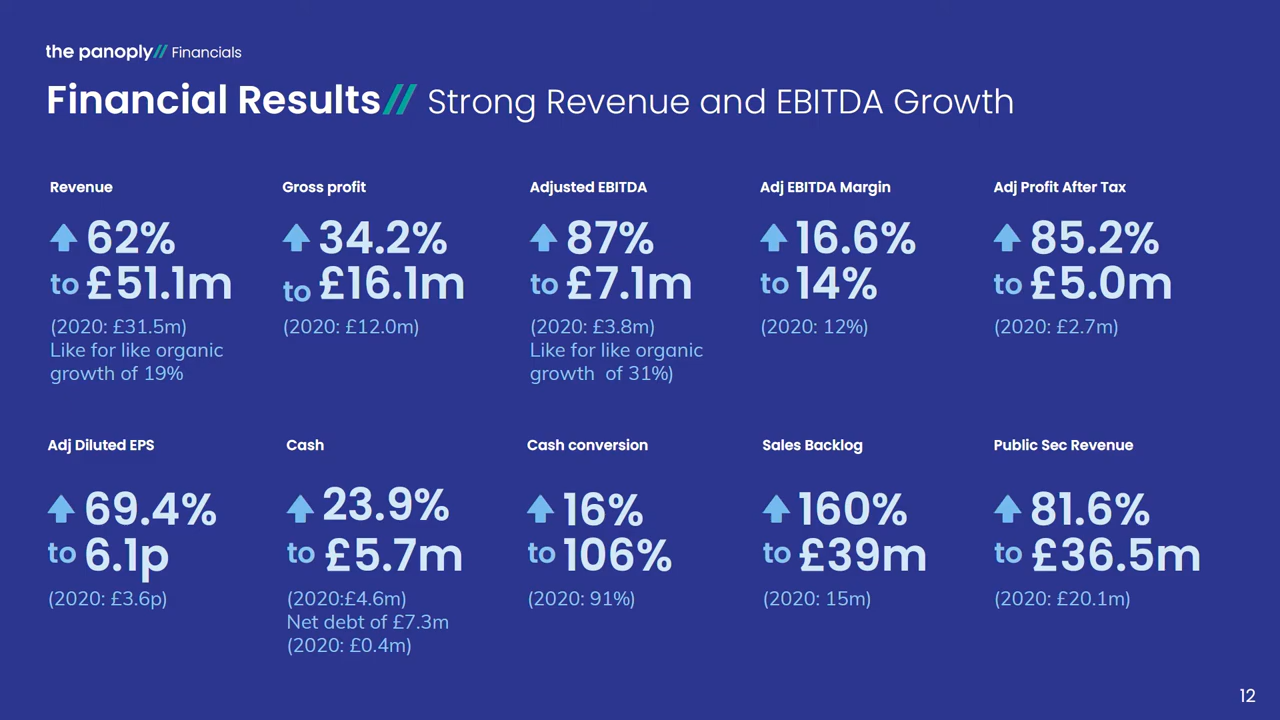 the panoply// Financials
Financial Results// Strong Revenue and EBITDA Growth
Revenue
62%
to £51.1m
(2020: £31.5m)
Like for like organic
growth of 19%
Gross profit
34.2%
to £16.1m
(2020: £12.0m)
Adjusted EBITDA
87%
to £7.1m
(2020: £3.8m)
Like for like organic
growth of 31%)
Adj EBITDA Margin
16.6%
to 14%
(2020: 12%)
Adj Profit After Tax
85.2%
to £5.0m
(2020: £2.7m)
Adj Diluted EPS
69.4%
to 6.1p
(2020: £3.6p)
Cash
23.9%
to £5.7m
(2020:£4.6m)
Net debt of £7.3m
(2020: £0.4m)
Cash conversion
16%
to 106%
(2020: 91%)
Sales Backlog
160%
to £39m
(2020: 15m)
Public Sec Revenue
81.6%
to £36.5m
(2020: £20.1m)
12